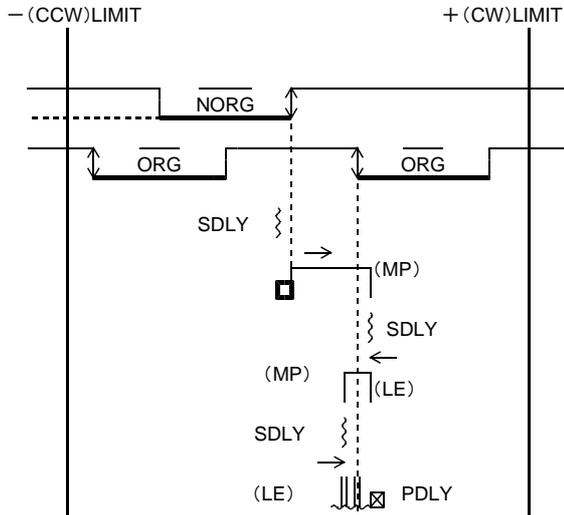 －(CCW)LIMIT
＋(CW)LIMIT
NORG
ORG
ORG
SDLY
(MP)
SDLY
(MP)
(LE)
SDLY
(LE)
PDLY